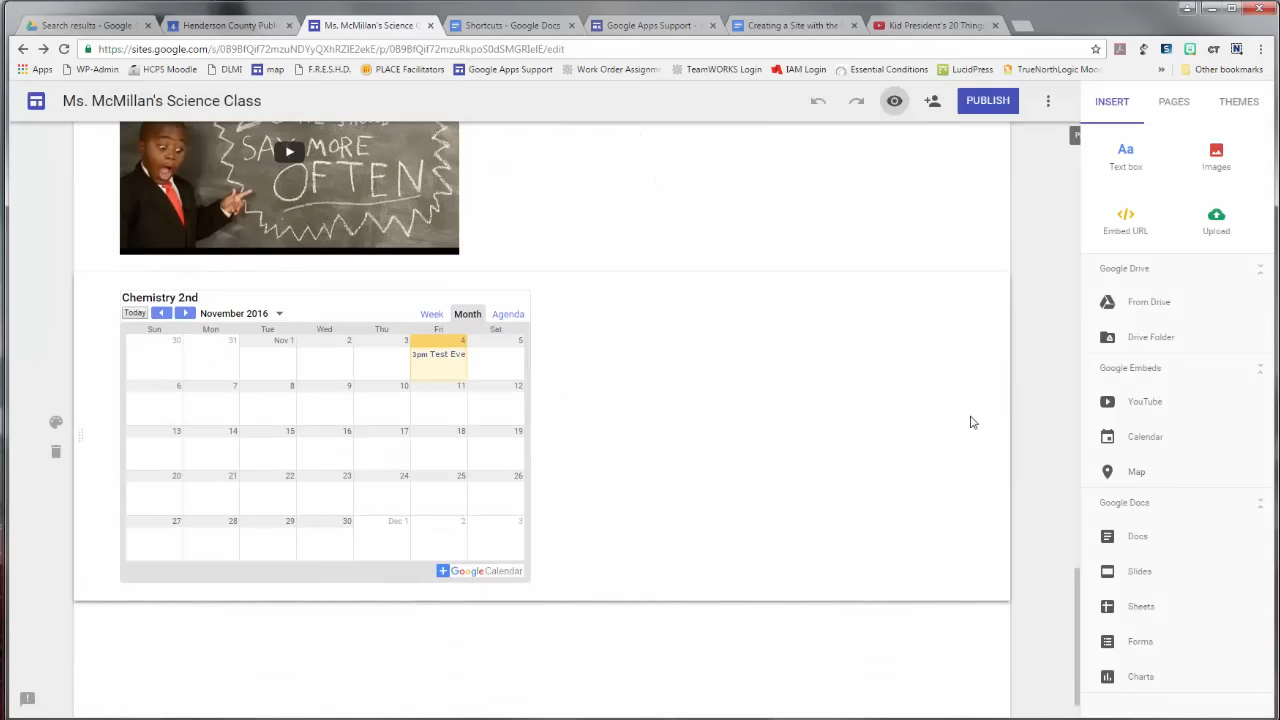 Search results - Google
Henderson County Publi
Ms. McMillan's Science C
Shortcuts - Google Docs
Google Apps Support -
Creating a Site with the
Kid President's 20 Thing
https://sites.google.com/s/0B9BfQif72mzuNDYyQXhRZIE2ekE/p/0B9BfQif72mzuRkpoS0dSMGRIelE/edit
Apps
WP-Admin
HCPS Moodle
DLMI
map
F.R.E.S.H.D.
PLACE Facilitators
Google Apps Support
Work Order Assignm
TeamWORKS Login
IAM Login
Essential Conditions
LucidPress
TrueNorthLogic Moo
»
Other bookmarks
Ms. McMillan's Science Class
PUBLISH
INSERT
PAGES
THEMES
SAY MORE
OFTEN
Aa
Text box
Images
Embed URL
Upload
Google Drive
From Drive
Drive Folder
Google Embeds
YouTube
Calendar
Map
Google Docs
Docs
Slides
Sheets
Forms
Charts
Chemistry 2nd
Today
November 2016
Week
Month
Agenda
Sun Mon Tue Wed Thu Fri Sat
30 31 Nov 1 2 3 4 5
3pm Test Eve
6 7 8 9 10 11 12
13 14 15 16 17 18 19
20 21 22 23 24 25 26
27 28 29 30 Dec 1 2 3
+ Google Calendar